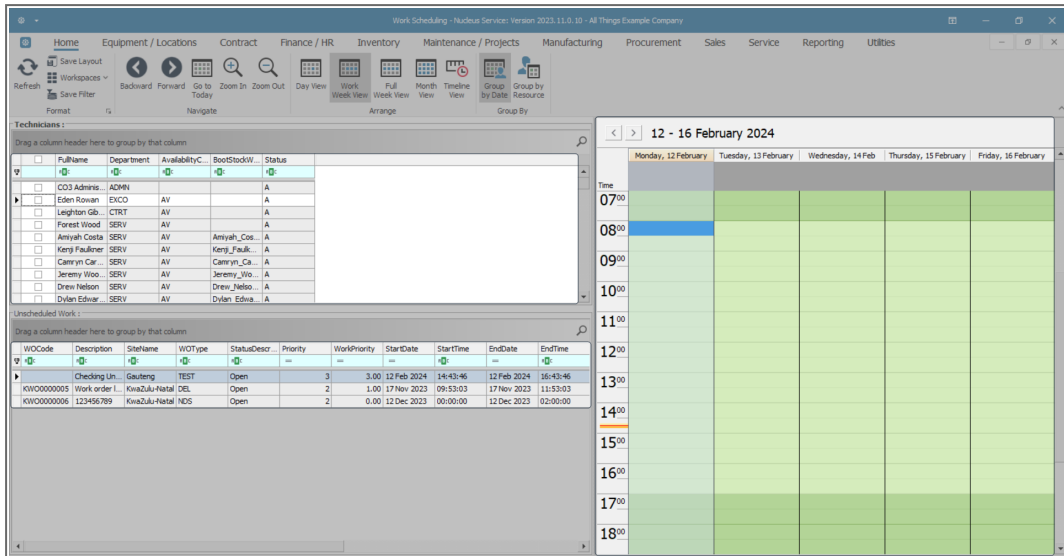 Work Scheduling - Nucleus Service: Version 2023.11.0.10 - All Things Example Company
Home Equipment / Locations Contract Finance / HR Inventory Maintenance / Projects Manufacturing Procurement Sales Service Reporting Utilities
Refresh
Save Layout
Workspaces
Save Filter
Backward Forward Go to Today Zoom In Zoom Out
Day View Work Week View Full Week View Month View Timeline View
Group by Date Group by Resource
Format Navigate Arrange Group By
Technicians :
Drag a column header here to group by that column
FullName Department AvailabilityC... BootStockW... Status
CO3 Adminis... ADMN A
Eden Rowan EXCO AV A
Leighton Gib... CTRT AV A
Forest Wood SERV AV A
Amiyah Costa SERV AV Amiyah_Cos... A
Kenji Faulkner SERV AV Kenji_Faulk... A
Camryn Car... SERV AV Camryn_Ca... A
Jeremy Woo... SERV AV Jeremy_Wo... A
Drew Nelson SERV AV Drew_Nelso... A
Dylan Edwar... SERV AV Dylan_Edwa... A
Unscheduled Work :
Drag a column header here to group by that column
WOCode Description SiteName WOType StatusDescr... Priority WorkPriority StartDate StartTime EndDate EndTime
= = = = = =
Checking Un... Gauteng TEST Open 3 3.00 12 Feb 2024 14:43:46 12 Feb 2024 16:43:46
KWO0000005 Work order l... KwaZulu-Natal DEL Open 2 1.00 17 Nov 2023 09:53:03 17 Nov 2023 11:53:03
KWO0000006 123456789 KwaZulu-Natal NDS Open 2 0.00 12 Dec 2023 00:00:00 12 Dec 2023 02:00:00
12 - 16 February 2024
Monday, 12 February Tuesday, 13 February Wednesday, 14 Feb Thursday, 15 February Friday, 16 February
Time
07 00
08 00
09 00
10 00
11 00
12 00
13 00
14 00
15 00
16 00
17 00
18 00